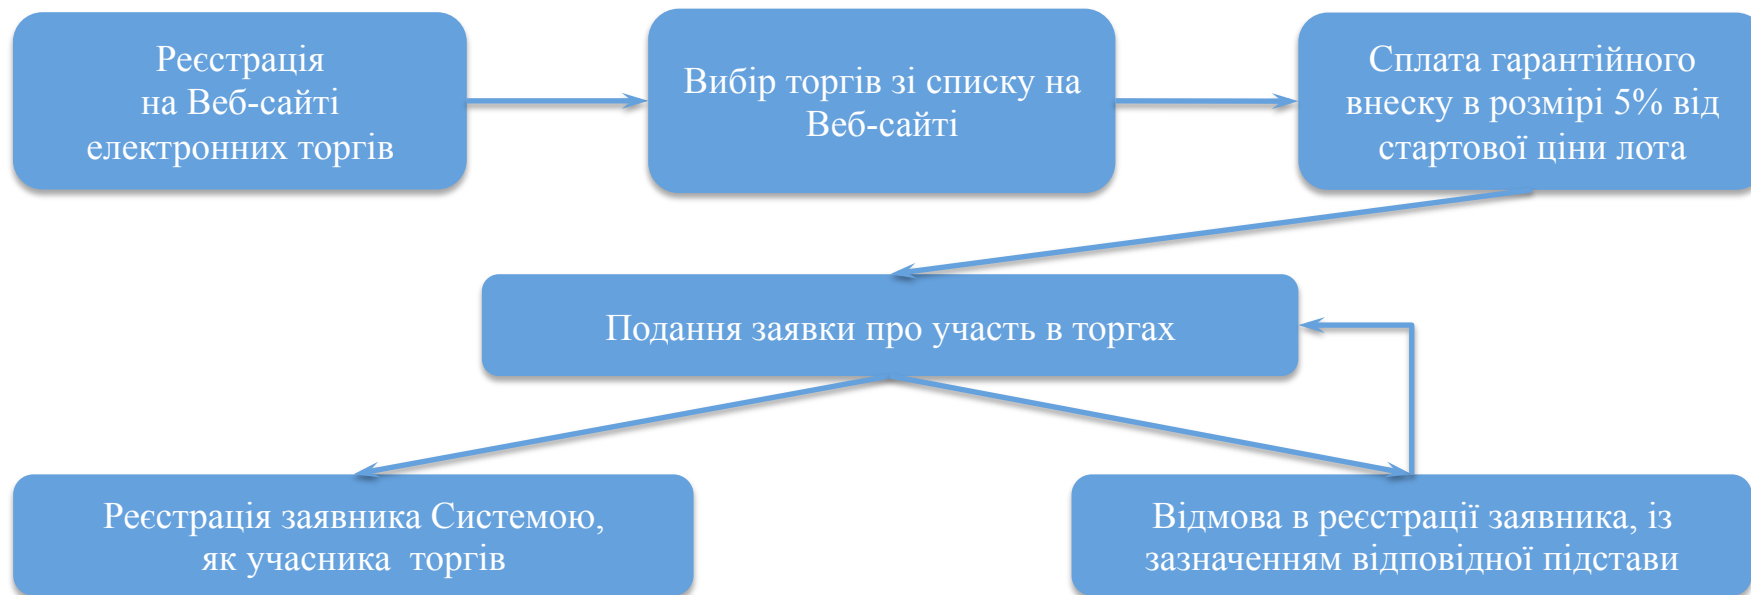 Реєстрація
на Веб-сайті
електронних торгів
Вибір торгів зі списку на
Веб-сайті
Сплата гарантійного
внеску в розмірі 5% від
стартової ціни лота
Подання заявки про участь в торгах
Реєстрація заявника Системою,
як учасника торгів
Відмова в реєстрації заявника, із
зазначенням відповідної підстави